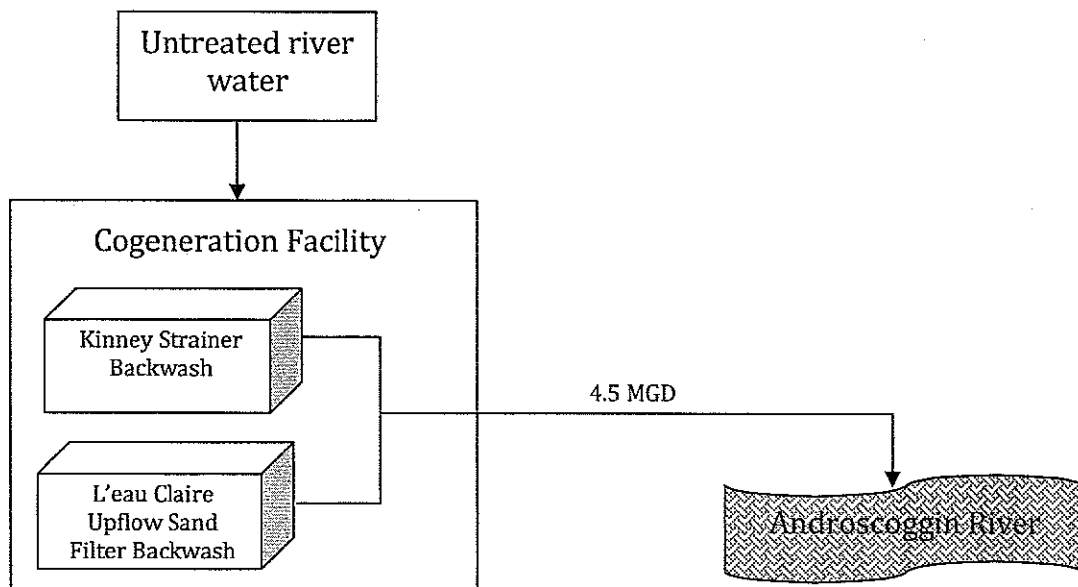 Untreated river
water
Cogeneration Facility
Kinney Strainer
Backwash
4.5 MGD
L'eau Claire
Upflow Sand
Filter Backwash
Androscoggin River